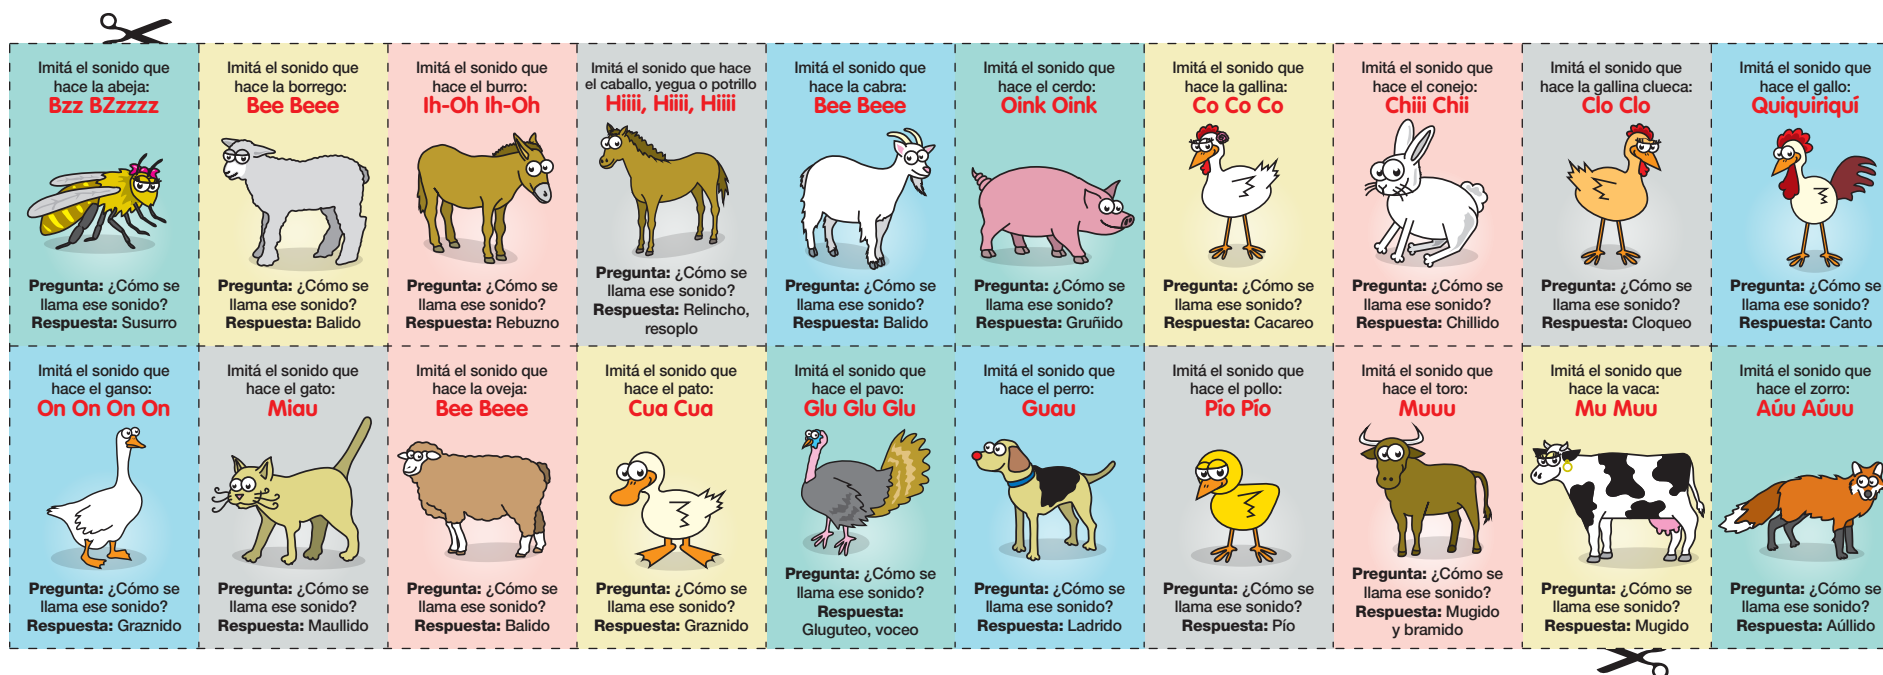 Imitá el sonido que
hace la abeja:
Bzz BZzzzz
Pregunta: ¿Cómo se
llama ese sonido?
Respuesta: Susurro
Imitá el sonido que
hace la borrego:
Bee Beee
Pregunta: ¿Cómo se
llama ese sonido?
Respuesta: Balido
Imitá el sonido que
hace el burro:
Ih-Oh Ih-Oh
Pregunta: ¿Cómo se
llama ese sonido?
Respuesta: Rebuzno
Imitá el sonido que hace
el caballo, yegua o potrillo
Hiiii, Hiiii, Hiiii
Pregunta: ¿Cómo se
llama ese sonido?
Respuesta: Relincho,
resoplo
Imitá el sonido que
hace la cabra:
Bee Beee
Pregunta: ¿Cómo se
llama ese sonido?
Respuesta: Balido
Imitá el sonido que
hace el cerdo:
Oink Oink
Pregunta: ¿Cómo se
llama ese sonido?
Respuesta: Gruñido
Imitá el sonido que
hace la gallina:
Co Co Co
Pregunta: ¿Cómo se
llama ese sonido?
Respuesta: Cacareo
Imitá el sonido que
hace el conejo:
Chiii Chii
Pregunta: ¿Cómo se
llama ese sonido?
Respuesta: Chillido
Imitá el sonido que
hace la gallina clueca:
Clo Clo
Pregunta: ¿Cómo se
llama ese sonido?
Respuesta: Cloqueo
Imitá el sonido que
hace el gallo:
Quiquiriquí
Pregunta: ¿Cómo se
llama ese sonido?
Respuesta: Canto
Imitá el sonido que
hace el ganso:
On On On On
Pregunta: ¿Cómo se
llama ese sonido?
Respuesta: Graznido
Imitá el sonido que
hace el gato:
Miau
Pregunta: ¿Cómo se
llama ese sonido?
Respuesta: Maullido
Imitá el sonido que
hace la oveja:
Bee Beee
Pregunta: ¿Cómo se
llama ese sonido?
Respuesta: Balido
Imitá el sonido que
hace el pato:
Cua Cua
Pregunta: ¿Cómo se
llama ese sonido?
Respuesta: Graznido
Imitá el sonido que
hace el pavo:
Glu Glu Glu
Pregunta: ¿Cómo se
llama ese sonido?
Respuesta:
Gluguteo, voceo
Imitá el sonido que
hace el perro:
Guau
Pregunta: ¿Cómo se
llama ese sonido?
Respuesta: Ladrido
Imitá el sonido que
hace el pollo:
Pío Pío
Pregunta: ¿Cómo se
llama ese sonido?
Respuesta: Pío
Imitá el sonido que
hace el toro:
Muuu
Pregunta: ¿Cómo se
llama ese sonido?
Respuesta: Mugido
y bramido
Imitá el sonido que
hace la vaca:
Mu Muu
Pregunta: ¿Cómo se
llama ese sonido?
Respuesta: Mugido
Imitá el sonido que
hace el zorro:
Aúu Aúuu
Pregunta: ¿Cómo se
llama ese sonido?
Respuesta: Aúllido